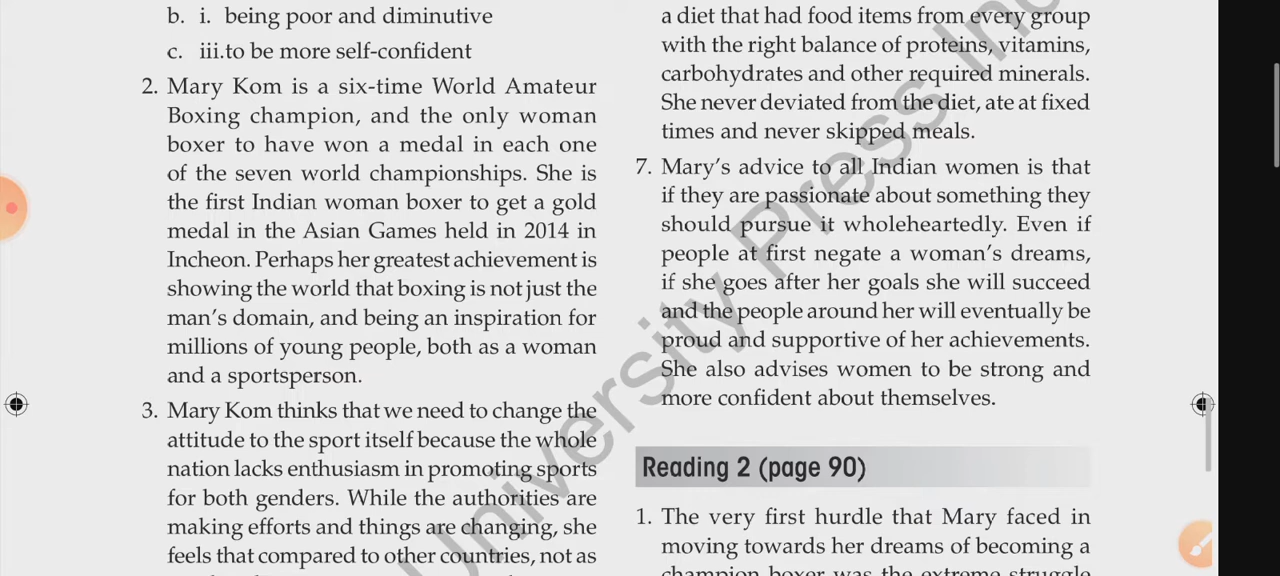 b. i. being poor and diminutive
c. iii.to be more self-confident
2. Mary Kom is a six-time World Amateur
Boxing champion, and the only woman
boxer to have won a medal in each one
of the seven world championships. She is
the first Indian woman boxer to get a gold
medal in the Asian Games held in 2014 in
Incheon. Perhaps her greatest achievement is
showing the world that boxing is not just the
man's domain, and being an inspiration for
millions of young people, both as a woman
and a sportsperson.
3. Mary Kom thinks that we need to change the
attitude to the sport itself because the whole
nation lacks enthusiasm in promoting sports
for both genders. While the authorities are
making efforts and things are changing, she
feels that compared to other countries, not as
a diet that had food items from every group
with the right balance of proteins, vitamins,
carbohydrates and other required minerals.
She never deviated from the diet, ate at fixed
times and never skipped meals.
7. Mary's advice to all Indian women is that
if they are passionate about something they
should pursue it wholeheartedly. Even if
people at first negate a woman's dreams,
if she goes after her goals she will succeed
and the people around her will eventually be
proud and supportive of her achievements.
She also advises women to be strong and
more confident about themselves.
Reading 2 (page 90)
1. The very first hurdle that Mary faced in
moving towards her dreams of becoming a
champion boxer was the extreme struggle
University Press